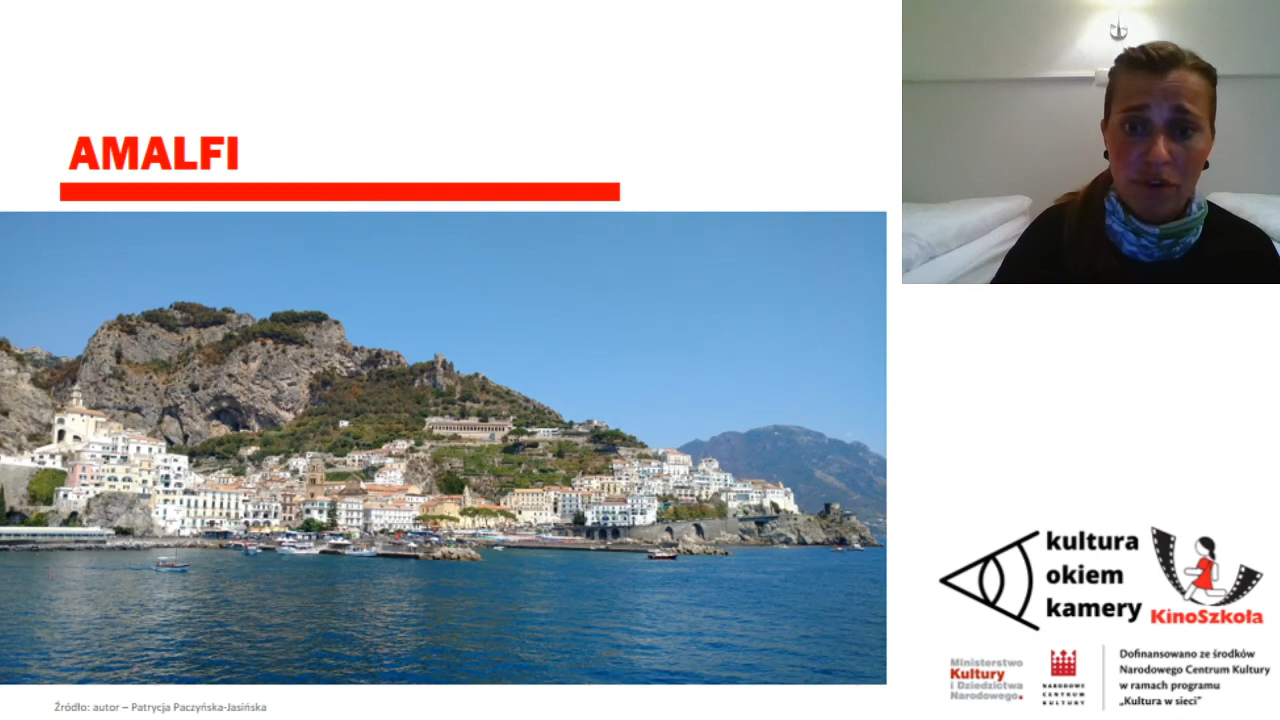 AMALFI
kultura
okiem
kamery
KinoSzkoła
Ministerstwo
Kultury
i Dziedzictwa
Narodowego.
NARODOWE
CENTRUM
KULTURY
Dofinansowano ze środków
Narodowego Centrum Kultury
w ramach programu
„Kultura w sieci”
Źródło: autor – Patrycja Paczyńska-Jasińska